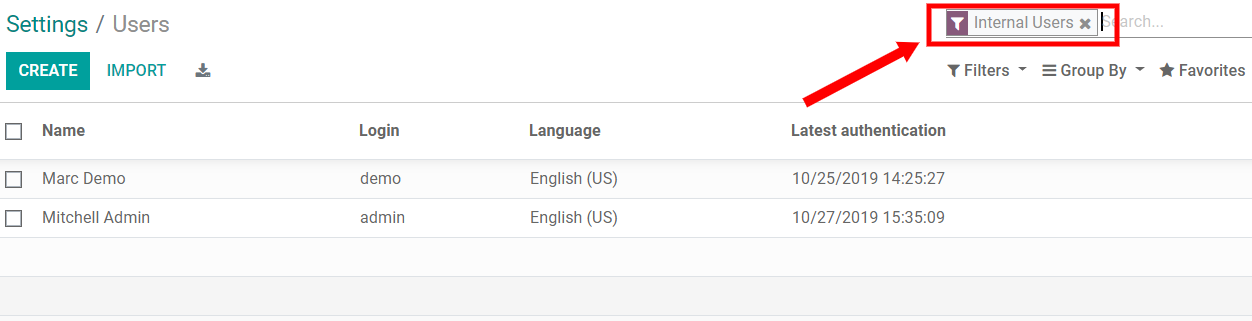 Settings / Users
Internal Users Search...
CREATE IMPORT
Filters Group By Favorites
Name Login Language Latest authentication
Marc Demo demo English (US) 10/25/2019 14:25:27
Mitchell Admin admin English (US) 10/27/2019 15:35:09